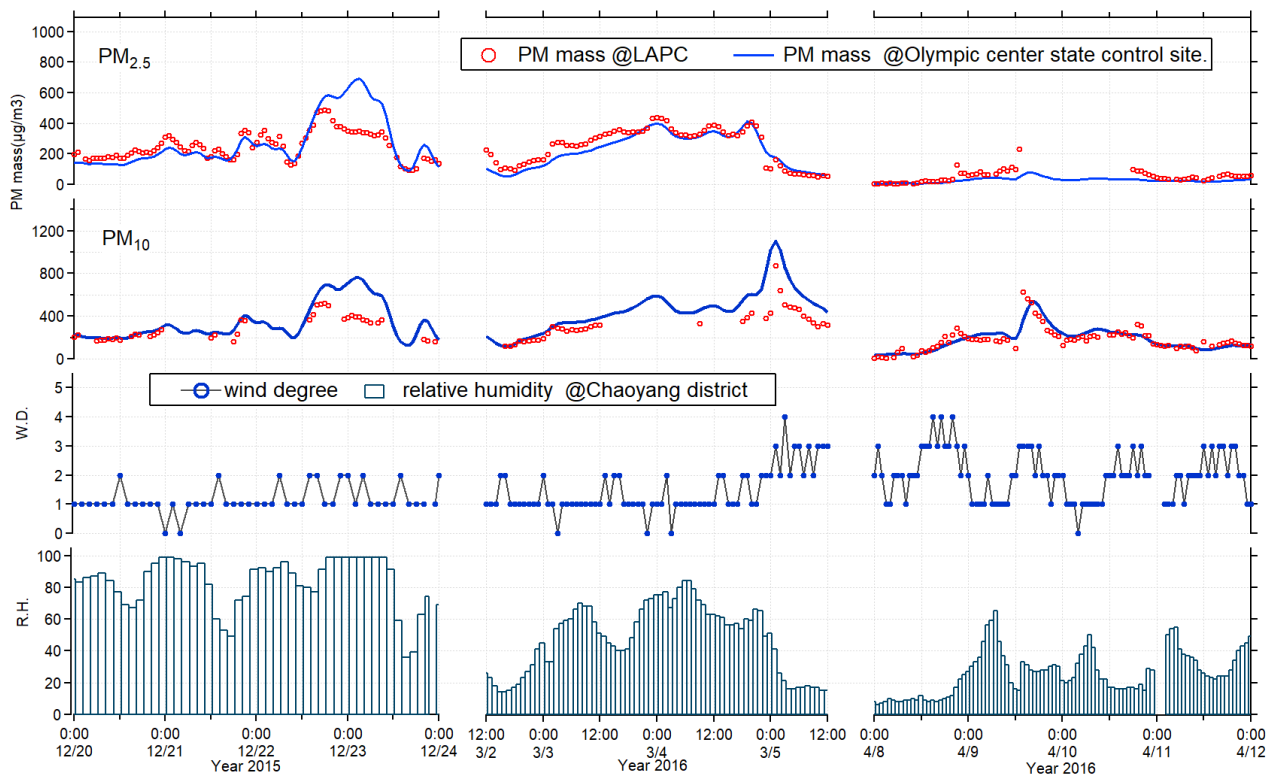 1000
800
600
400
200
0
PM2.5
PM mass @LAPC
PM mass @Olympic center state control site.
PM mass(µg/m3)
1200
800
400
0
PM10
5
4
3
2
1
0
W.D.
wind degree
relative humidity @Chaoyang district
100
80
60
40
20
0
R.H.
0:00 0:00 0:00 0:00 0:00 12:00 0:00 12:00 0:00 12:00 0:00 12:00 0:00 0:00 0:00 0:00 0:00
12/20 12/21 12/22 12/23 12/24 3/2 3/3 3/4 3/5 4/8 4/9 4/10 4/11 4/12
Year 2015 Year 2016 Year 2016